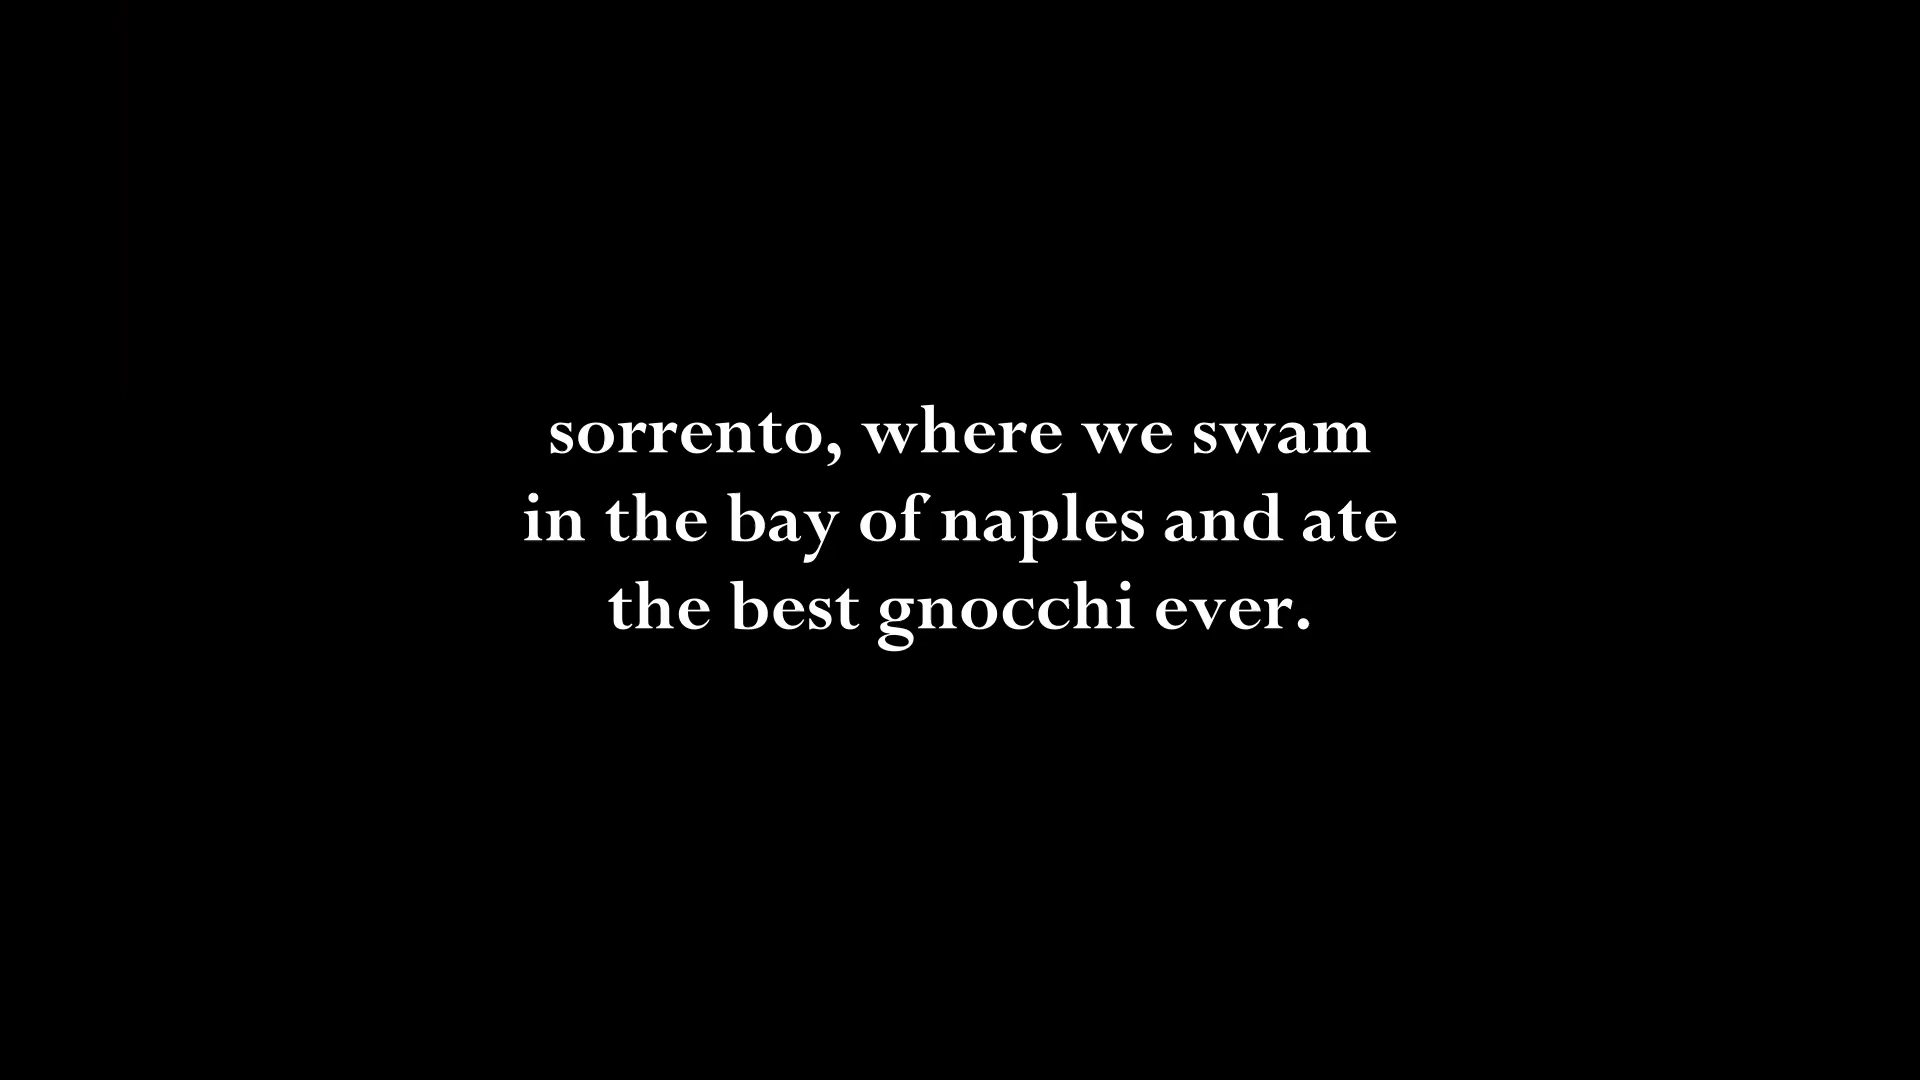 sorrento, where we swam
in the bay of naples and ate
the best gnocchi ever.